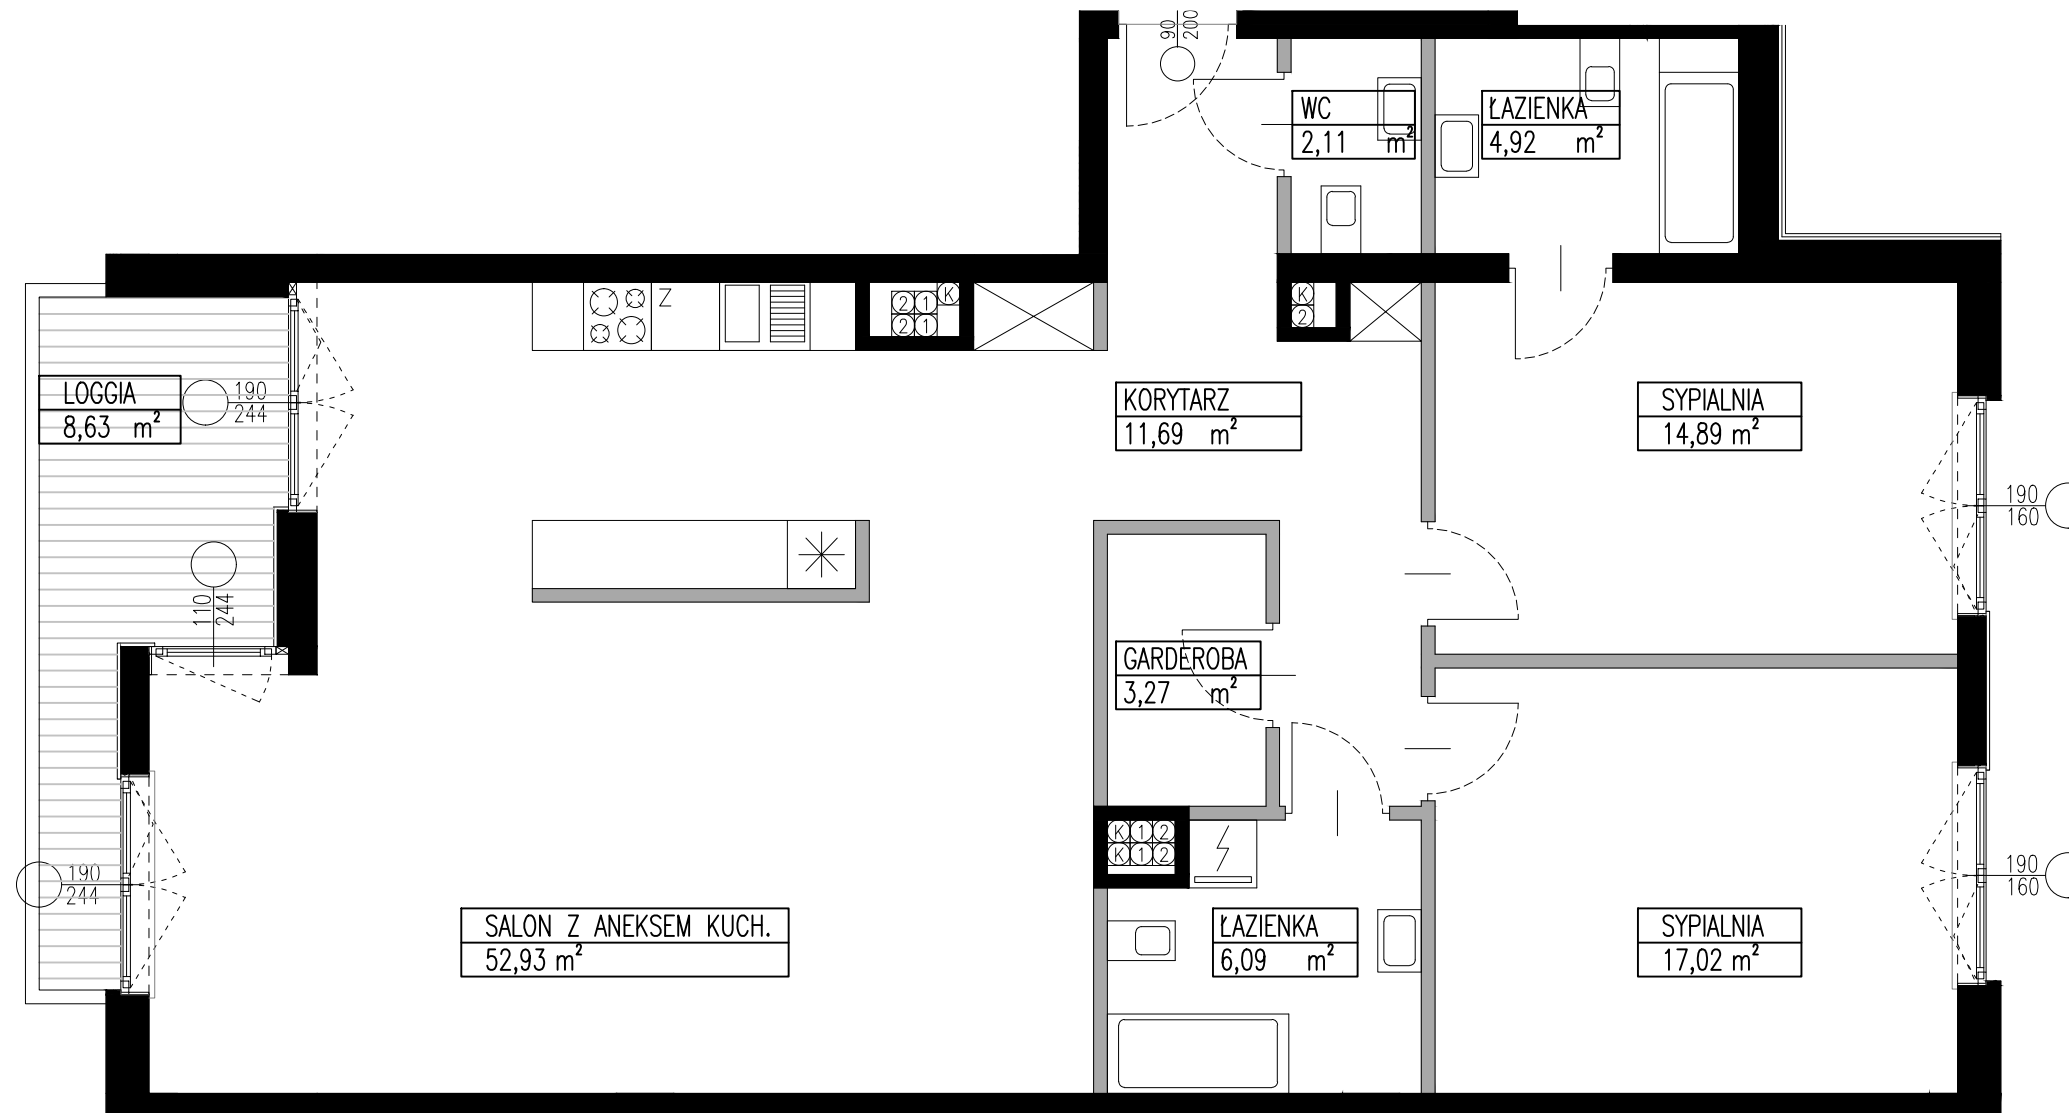 90
200
WC
2,11 m²
ŁAZIENKA
4,92 m²
Z
2 1 K
2 1
K
2
LOGGIA
8,63 m²
190
244
KORYTARZ
11,69 m²
SYPIALNIA
14,89 m²
190
160
110
244
GARDEROBA
3,27 m²
K 1 2
K 1 2
190
244
190
160
SALON Z ANEKSEM KUCH.
52,93 m²
ŁAZIENKA
6,09 m²
SYPIALNIA
17,02 m²